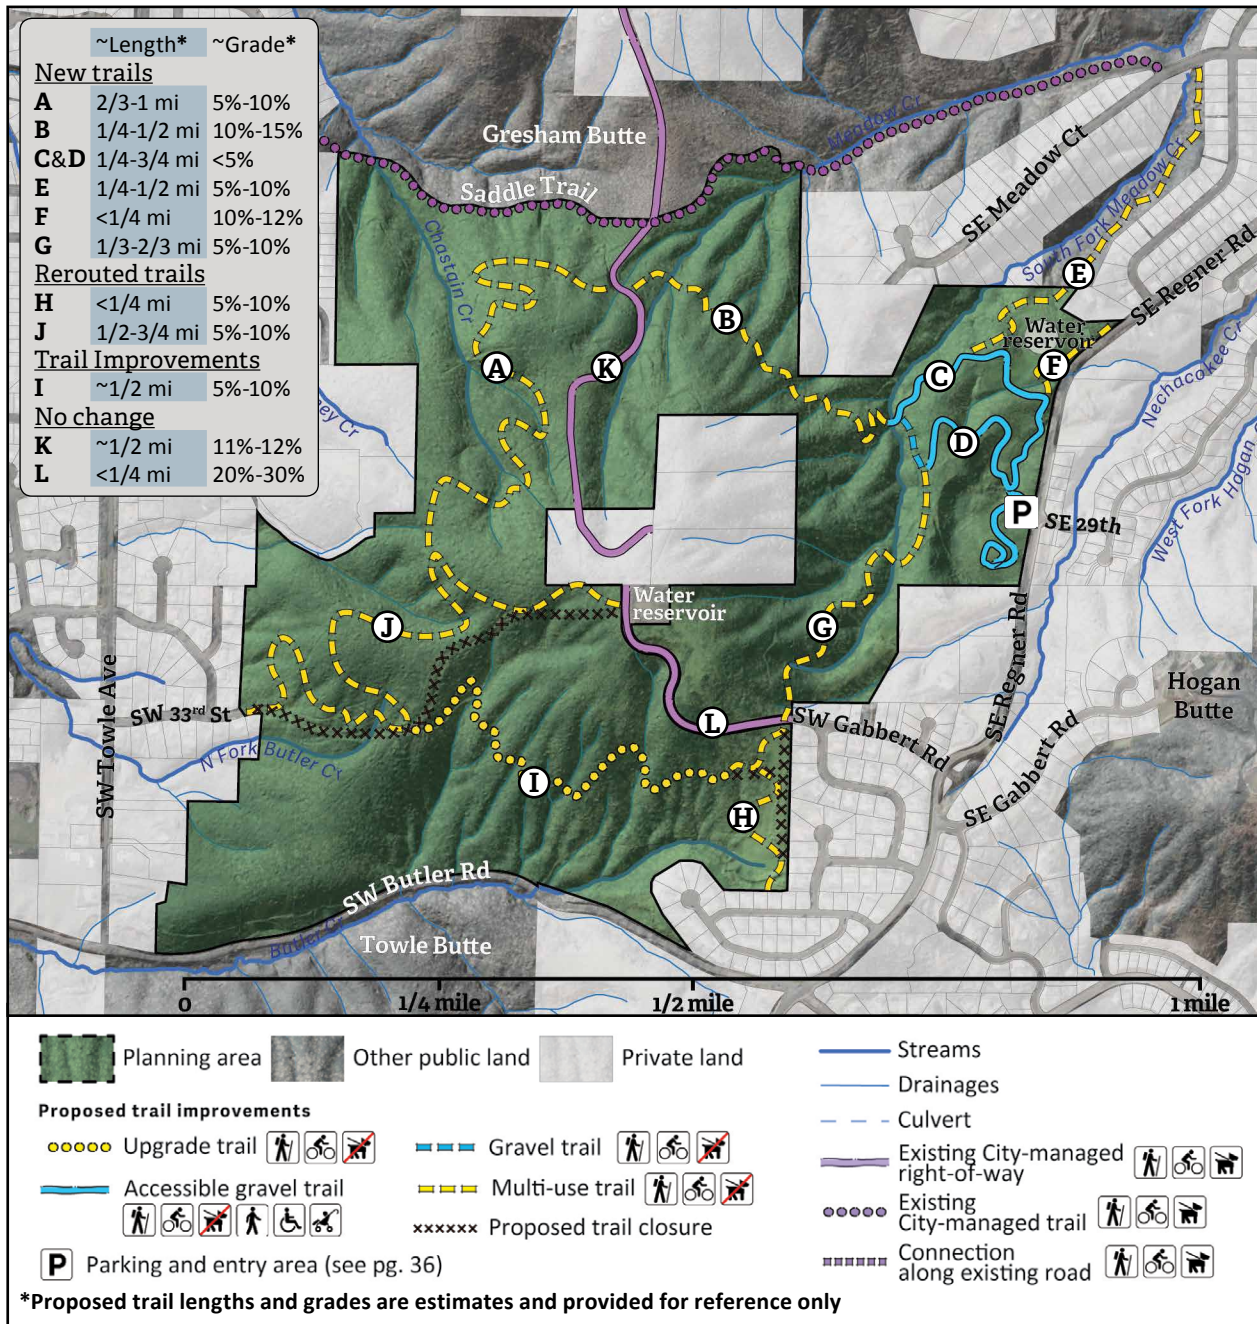 ~Length* ~Grade*
New trails
A 2/3-1 mi 5%-10%
B 1/4-1/2 mi 10%-15%
C&D 1/4-3/4 mi <5%
E 1/4-1/2 mi 5%-10%
F <1/4 mi 10%-12%
G 1/3-2/3 mi 5%-10%
Rerouted trails
H <1/4 mi 5%-10%
J 1/2-3/4 mi 5%-10%
Trail Improvements
I ~1/2 mi 5%-10%
No change
K ~1/2 mi 11%-12%
L <1/4 mi 20%-30%
Gresham Butte
Meadow Cr
Saddle Trail
SE Meadow Ct
South Fork Meadow Ct
Chastain Cr
E
SE Regner Rd
B
Water
reservoir
Nechacokee Cr
A
K
C
F
ey Cr
D
West Fork Hogan
P
SE 29th
Water
reservoir
J
G
SE Regner Rd
Hogan
Butte
SW Towle Ave
SW 33rd St
L
SW Gabbert Rd
N Fork Butler Cr
I
SE Gabbert Rd
H
SW Butler Rd
Butler Cr
Towle Butte
0 1/4 mile 1/2 mile 1 mile
Planning area Other public land Private land
Proposed trail improvements
Upgrade trail
Gravel trail
Accessible gravel trail
Multi-use trail
Proposed trail closure
P Parking and entry area (see pg. 36)
Streams
Drainages
Culvert
Existing City-managed
right-of-way
Existing
City-managed trail
Connection
along existing road
*Proposed trail lengths and grades are estimates and provided for reference only